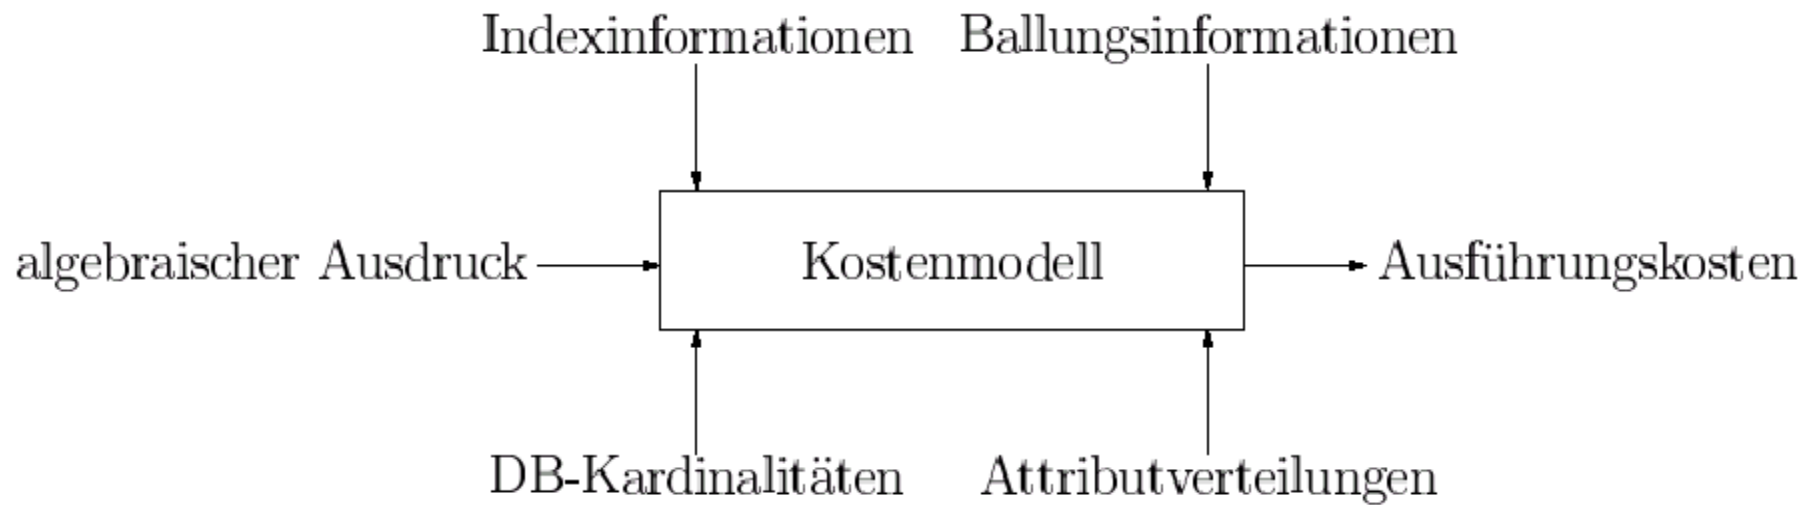 Indexinformationen Ballungsinformationen
algebraischer Ausdruck Kostenmodell Ausführungskosten
DB-Kardinalitäten Attributverteilungen